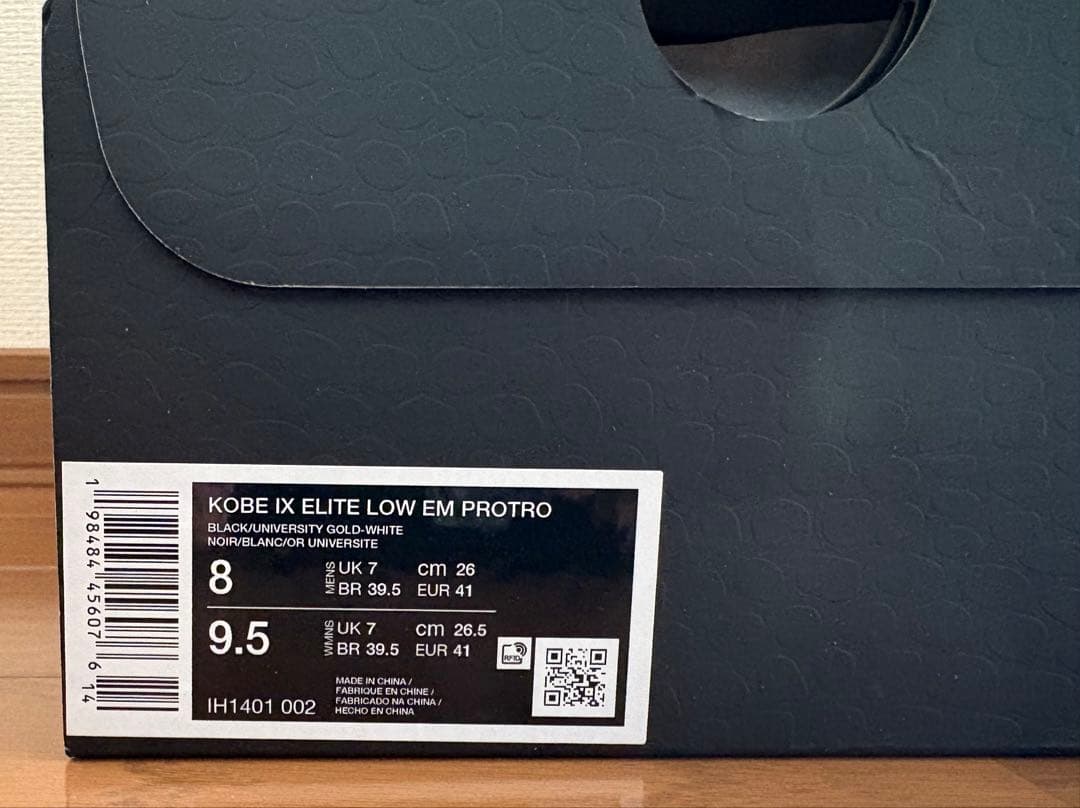 KOBE IX ELITE LOW EM PROTRO
BLACK/UNIVERSITY GOLD-WHITE
NOIR/BLANC/OR UNIVERSITE
8
MENS
UK 7 cm 26
BR 39.5 EUR 41
9.5
WMNS
UK 7 cm 26.5
BR 39.5 EUR 41
RFID
IH1401 002
MADE IN CHINA /
FABRIQUE EN CHINE /
FABRICADO NA CHINA /
HECHO EN CHINA
1 98484 45607 6 14